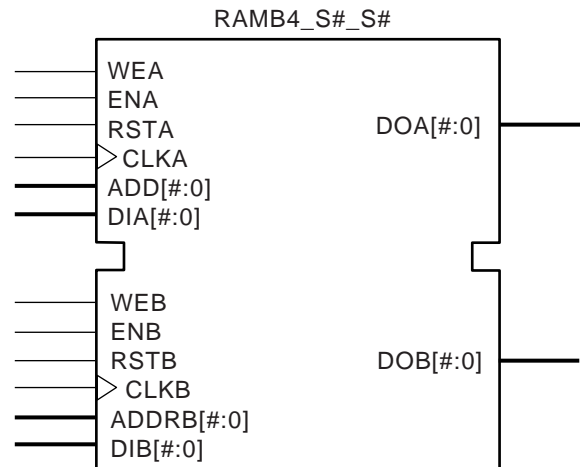 RAMB4_S#_S#
WEA
ENA
RSTA
CLKA
ADD[#:0]
DIA[#:0]
DOA[#:0]
WEB
ENB
RSTB
CLKB
ADDRB[#:0]
DIB[#:0]
DOB[#:0]